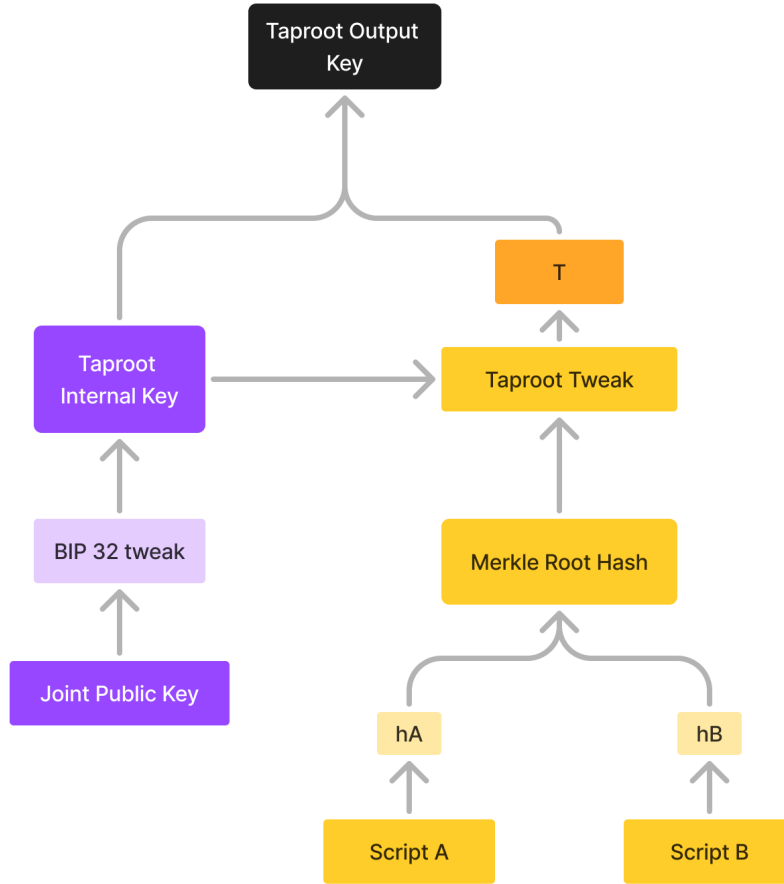 Taproot Output
Key
T
Taproot
Internal Key
Taproot Tweak
BIP 32 tweak
Merkle Root Hash
Joint Public Key
hA
hB
Script A
Script B